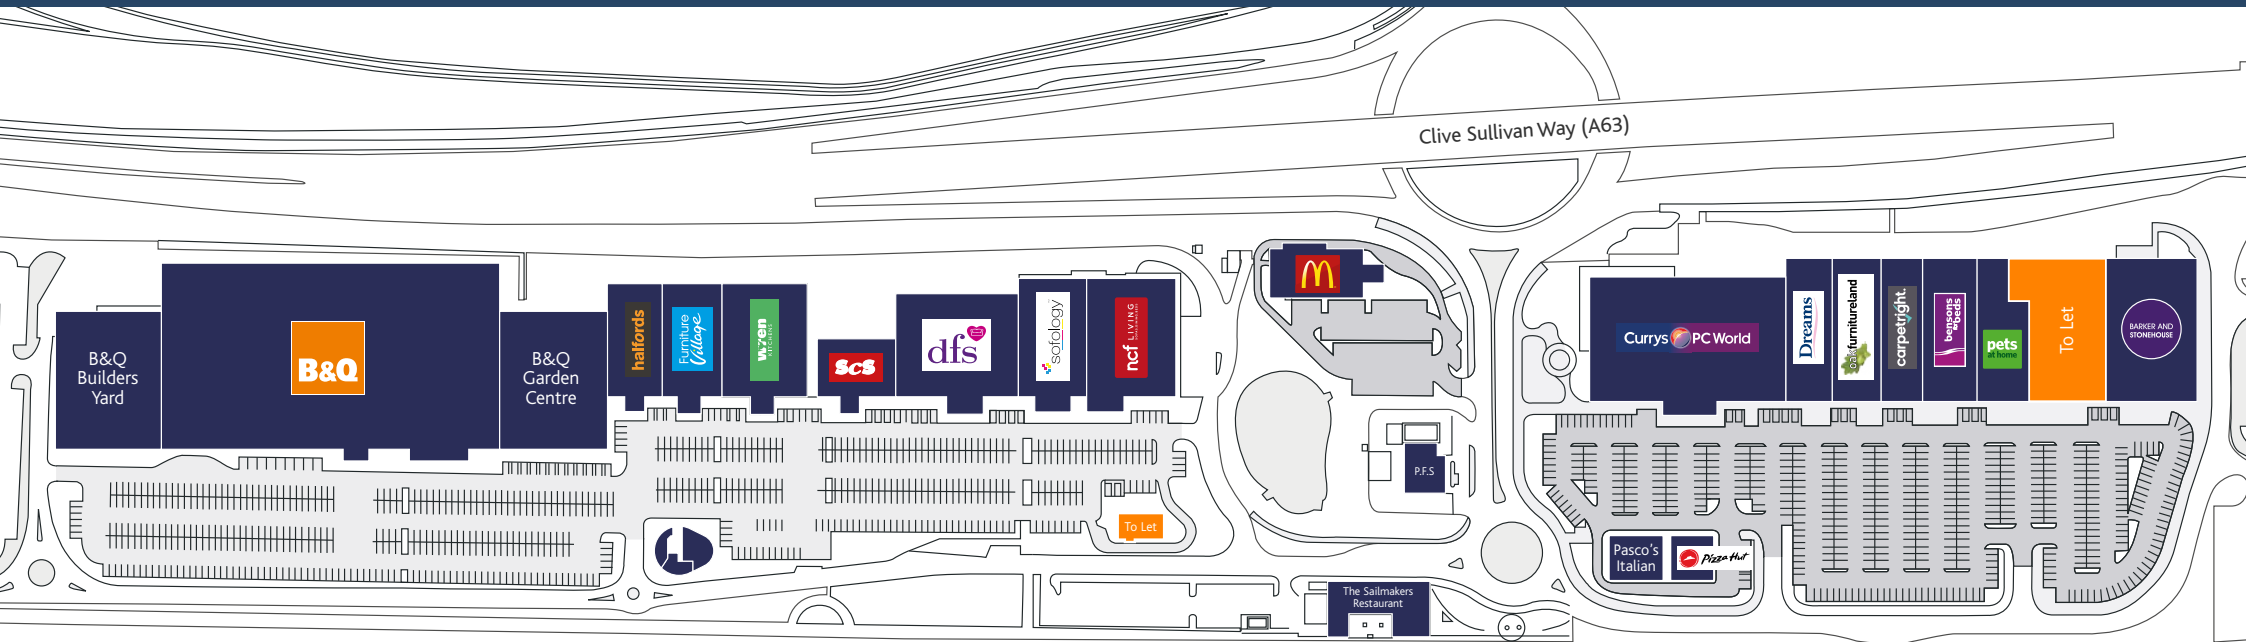 Clive Sullivan Way (A63)
B&Q
Builders
Yard
B&Q
B&Q
Garden
Centre
halfords
Furniture
Village
wren
KITCHENS
scs
dfs
sofology
ncf LIVING
M
Currys PC World
Dreams
oakfurnitureland
carpetright.
bensons
for beds
pets
at home
To Let
BARKER AND
STONEHOUSE
P.F.S
To Let
Pasco's
Italian
Pizza Hut
The Sailmakers
Restaurant